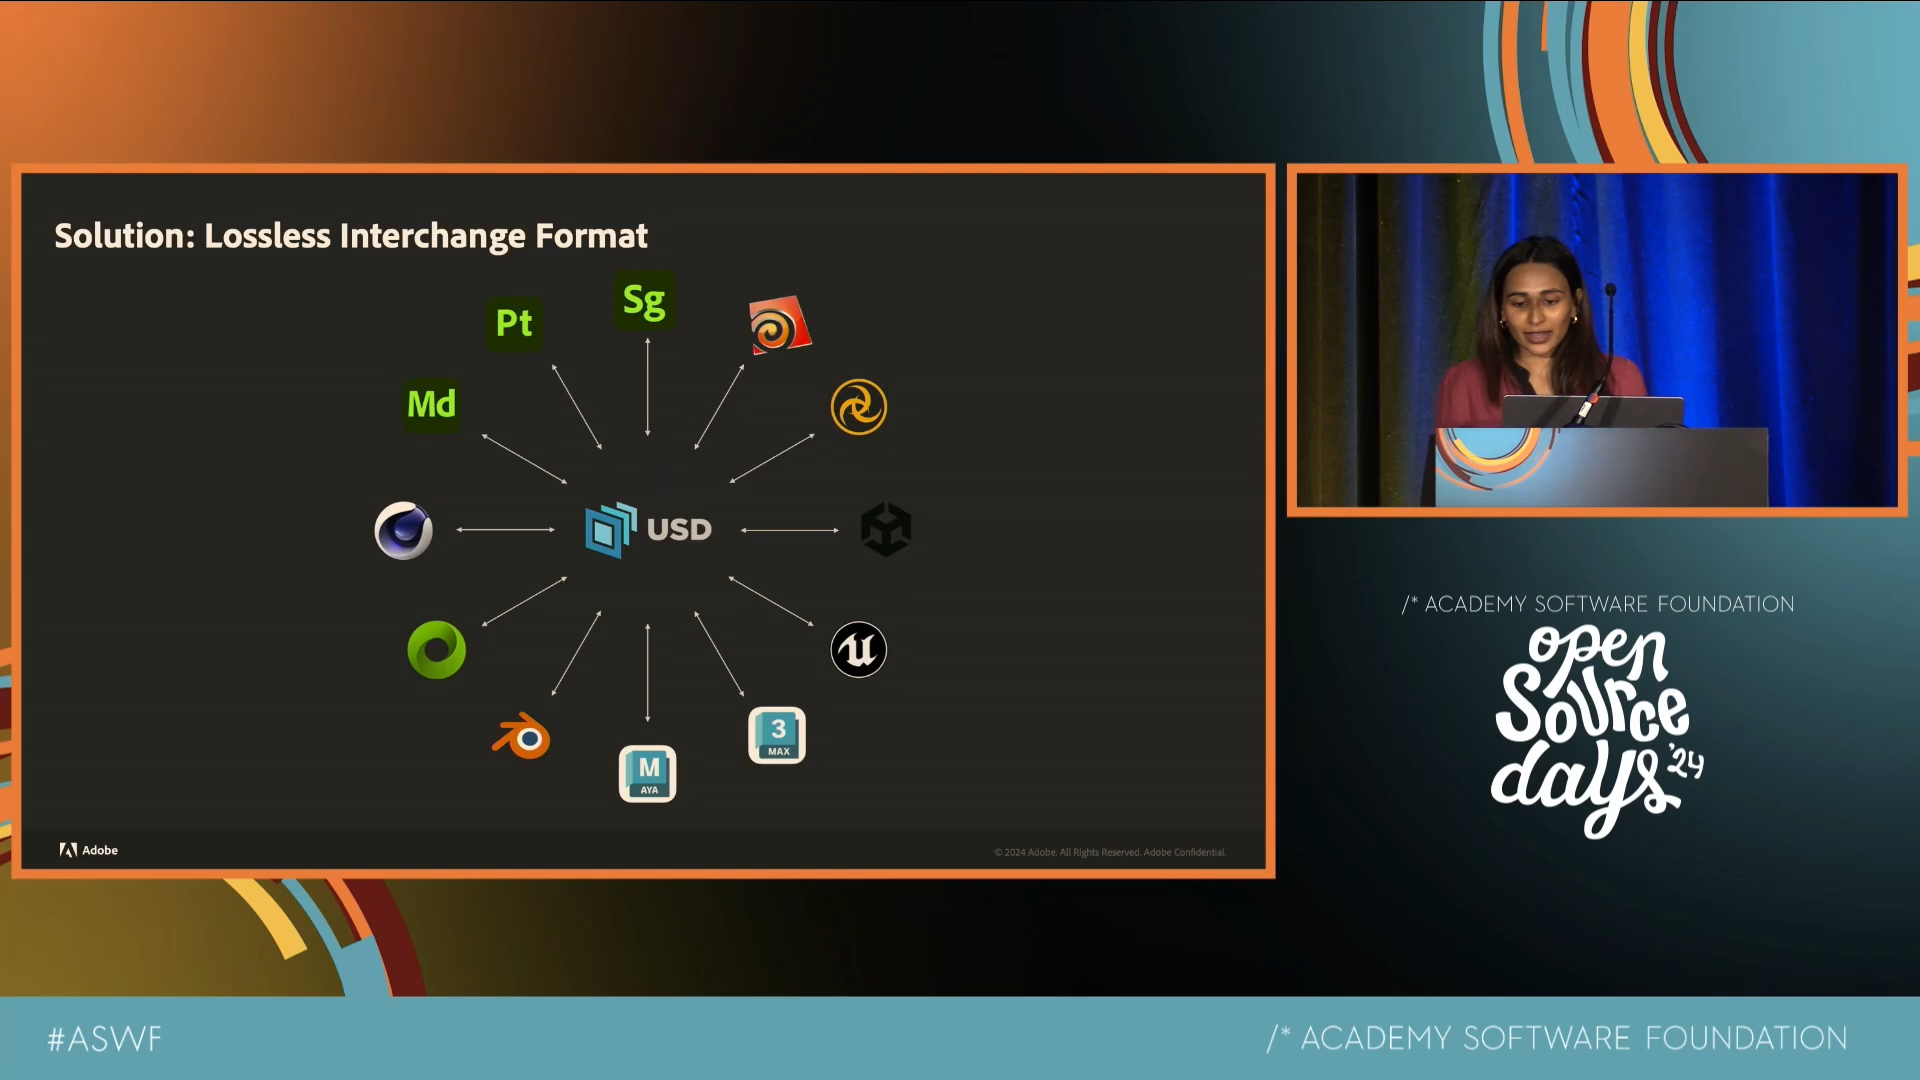 Solution: Lossless Interchange Format
Sg
Pt
Md
USD
3
MAX
M
AYA
Adobe
© 2024 Adobe. All Rights Reserved. Adobe Confidential.
/* ACADEMY SOFTWARE FOUNDATION
open
Source
days '24
#ASWF
/* ACADEMY SOFTWARE FOUNDATION